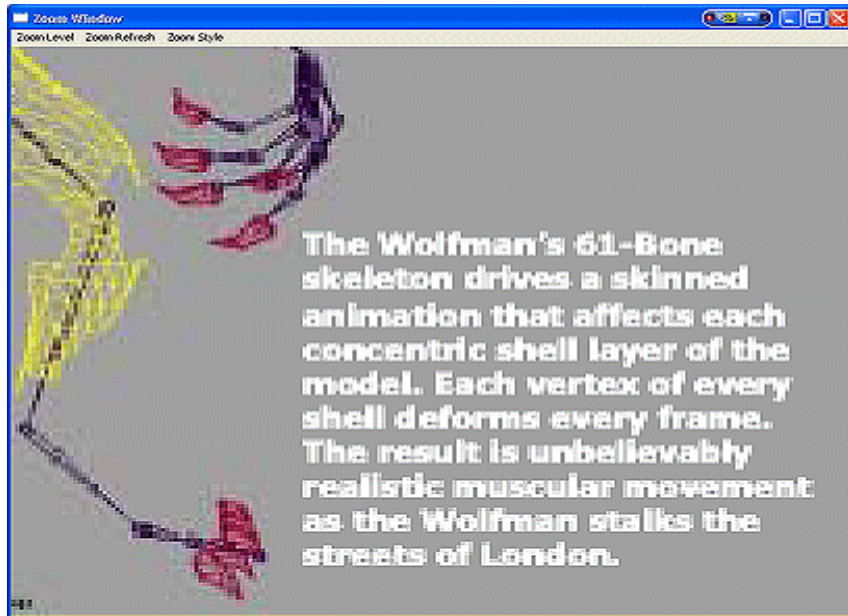 Zoom Window
Zoom Level Zoom Refresh Zoom Style
The Wolfman's 61-Bone
skeleton drives a skinned
animation that affects each
concentric shell layer of the
model. Each vertex of every
shell deforms every frame.
The result is unbelievably
realistic muscular movement
as the Wolfman stalks the
streets of London.